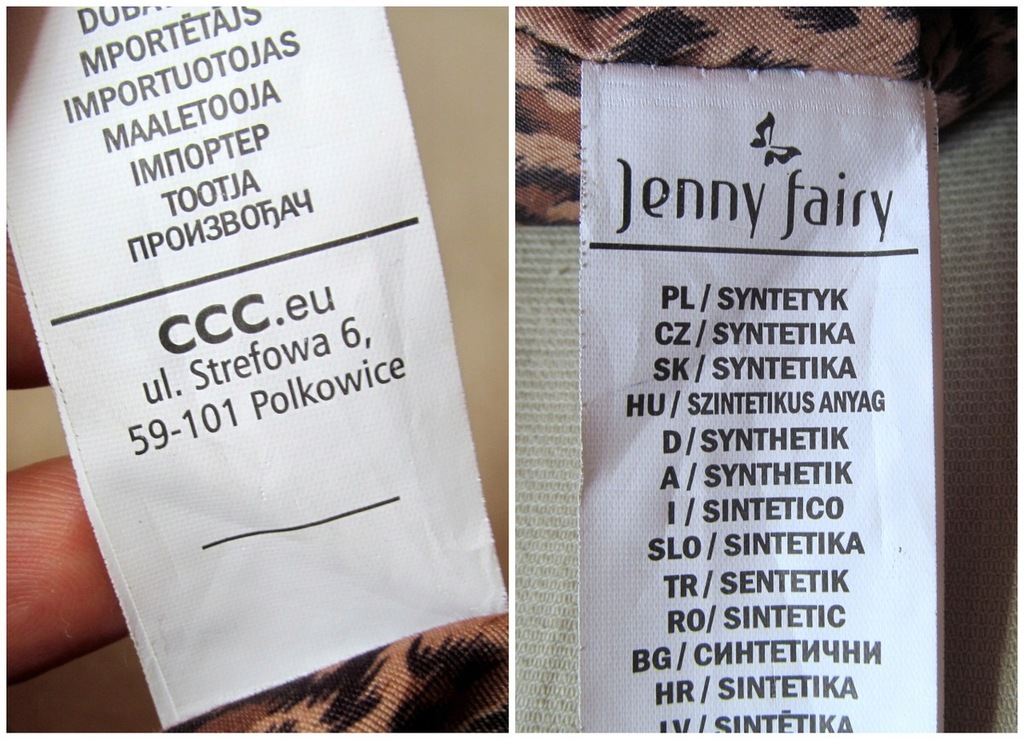 MPORTĒTĀJS
IMPORTUOTOJAS
MAALETOOJA
ІМПОРТЕР
TOOTJA
ПРОИЗВОЂАЧ
CCC.eu
ul. Strefowa 6,
59-101 Polkowice
Jenny fairy
PL / SYNTETYK
CZ / SYNTETIKA
SK / SYNTETIKA
HU / SZINTETIKUS ANYAG
D / SYNTHETIK
A / SYNTHETIK
I / SINTETICO
SLO / SINTETIKA
TR / SENTETIK
RO / SINTETIC
BG / СИНТЕТИЧНИ
HR / SINTETIKA
LV / SINTĒTIKA